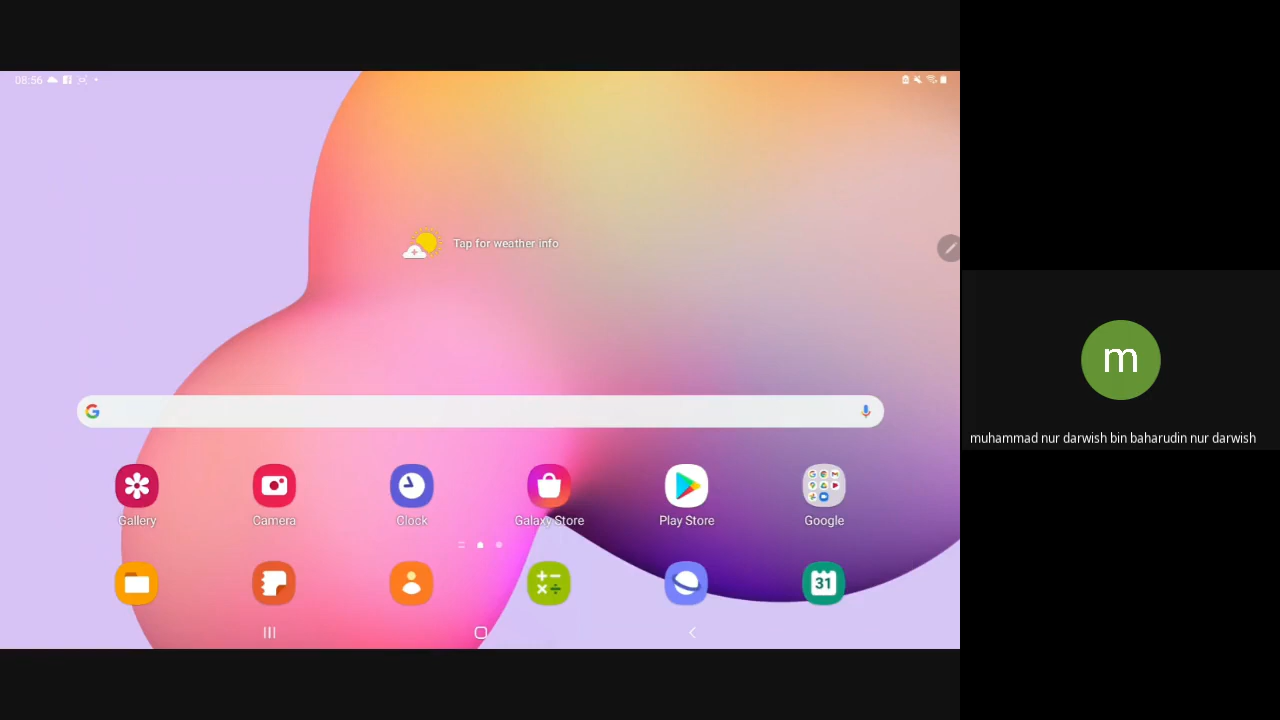 08:56
Tap for weather info
G
Gallery
Camera
Clock
Galaxy Store
Play Store
Google
31
m
muhammad nur darwish bin baharudin nur darwish